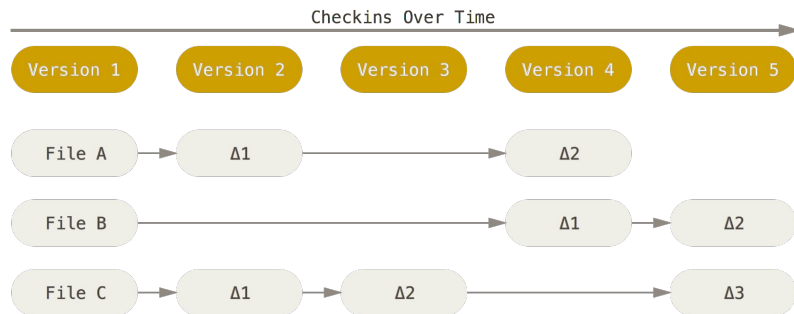 Checkins Over Time
Version 1 Version 2 Version 3 Version 4 Version 5
File A Δ1 Δ2
File B Δ1 Δ2
File C Δ1 Δ2 Δ3